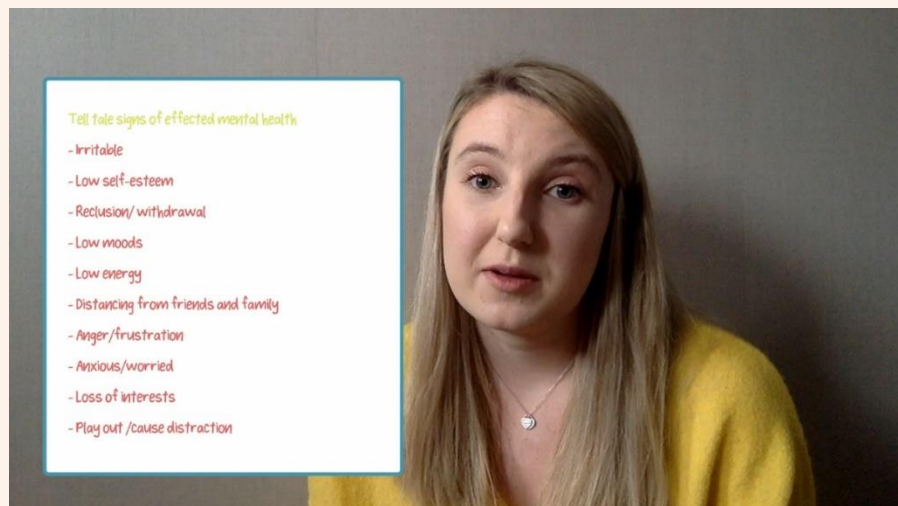 Tell tale signs of effected mental health
- Irritable
- Low self-esteem
- Reclusion/ withdrawal
- Low moods
- Low energy
- Distancing from friends and family
- Anger/frustration
- Anxious/worried
- Loss of interests
- Play out /cause distraction